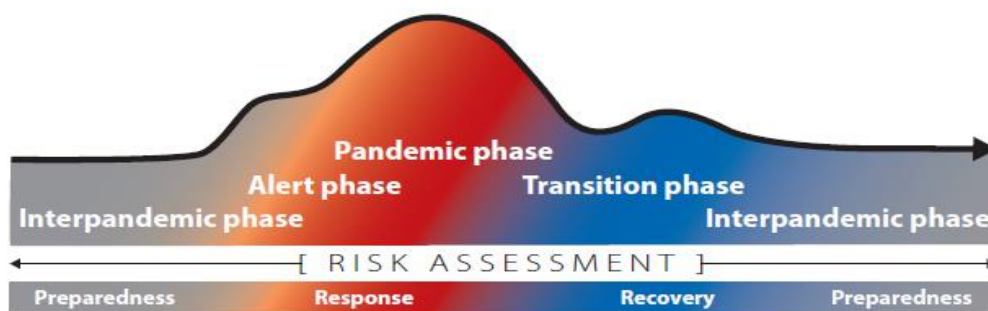 Pandemic phase
Alert phase Transition phase
Interpandemic phase Interpandemic phase
[ RISK ASSESSMENT ]
Preparedness Response Recovery Preparedness